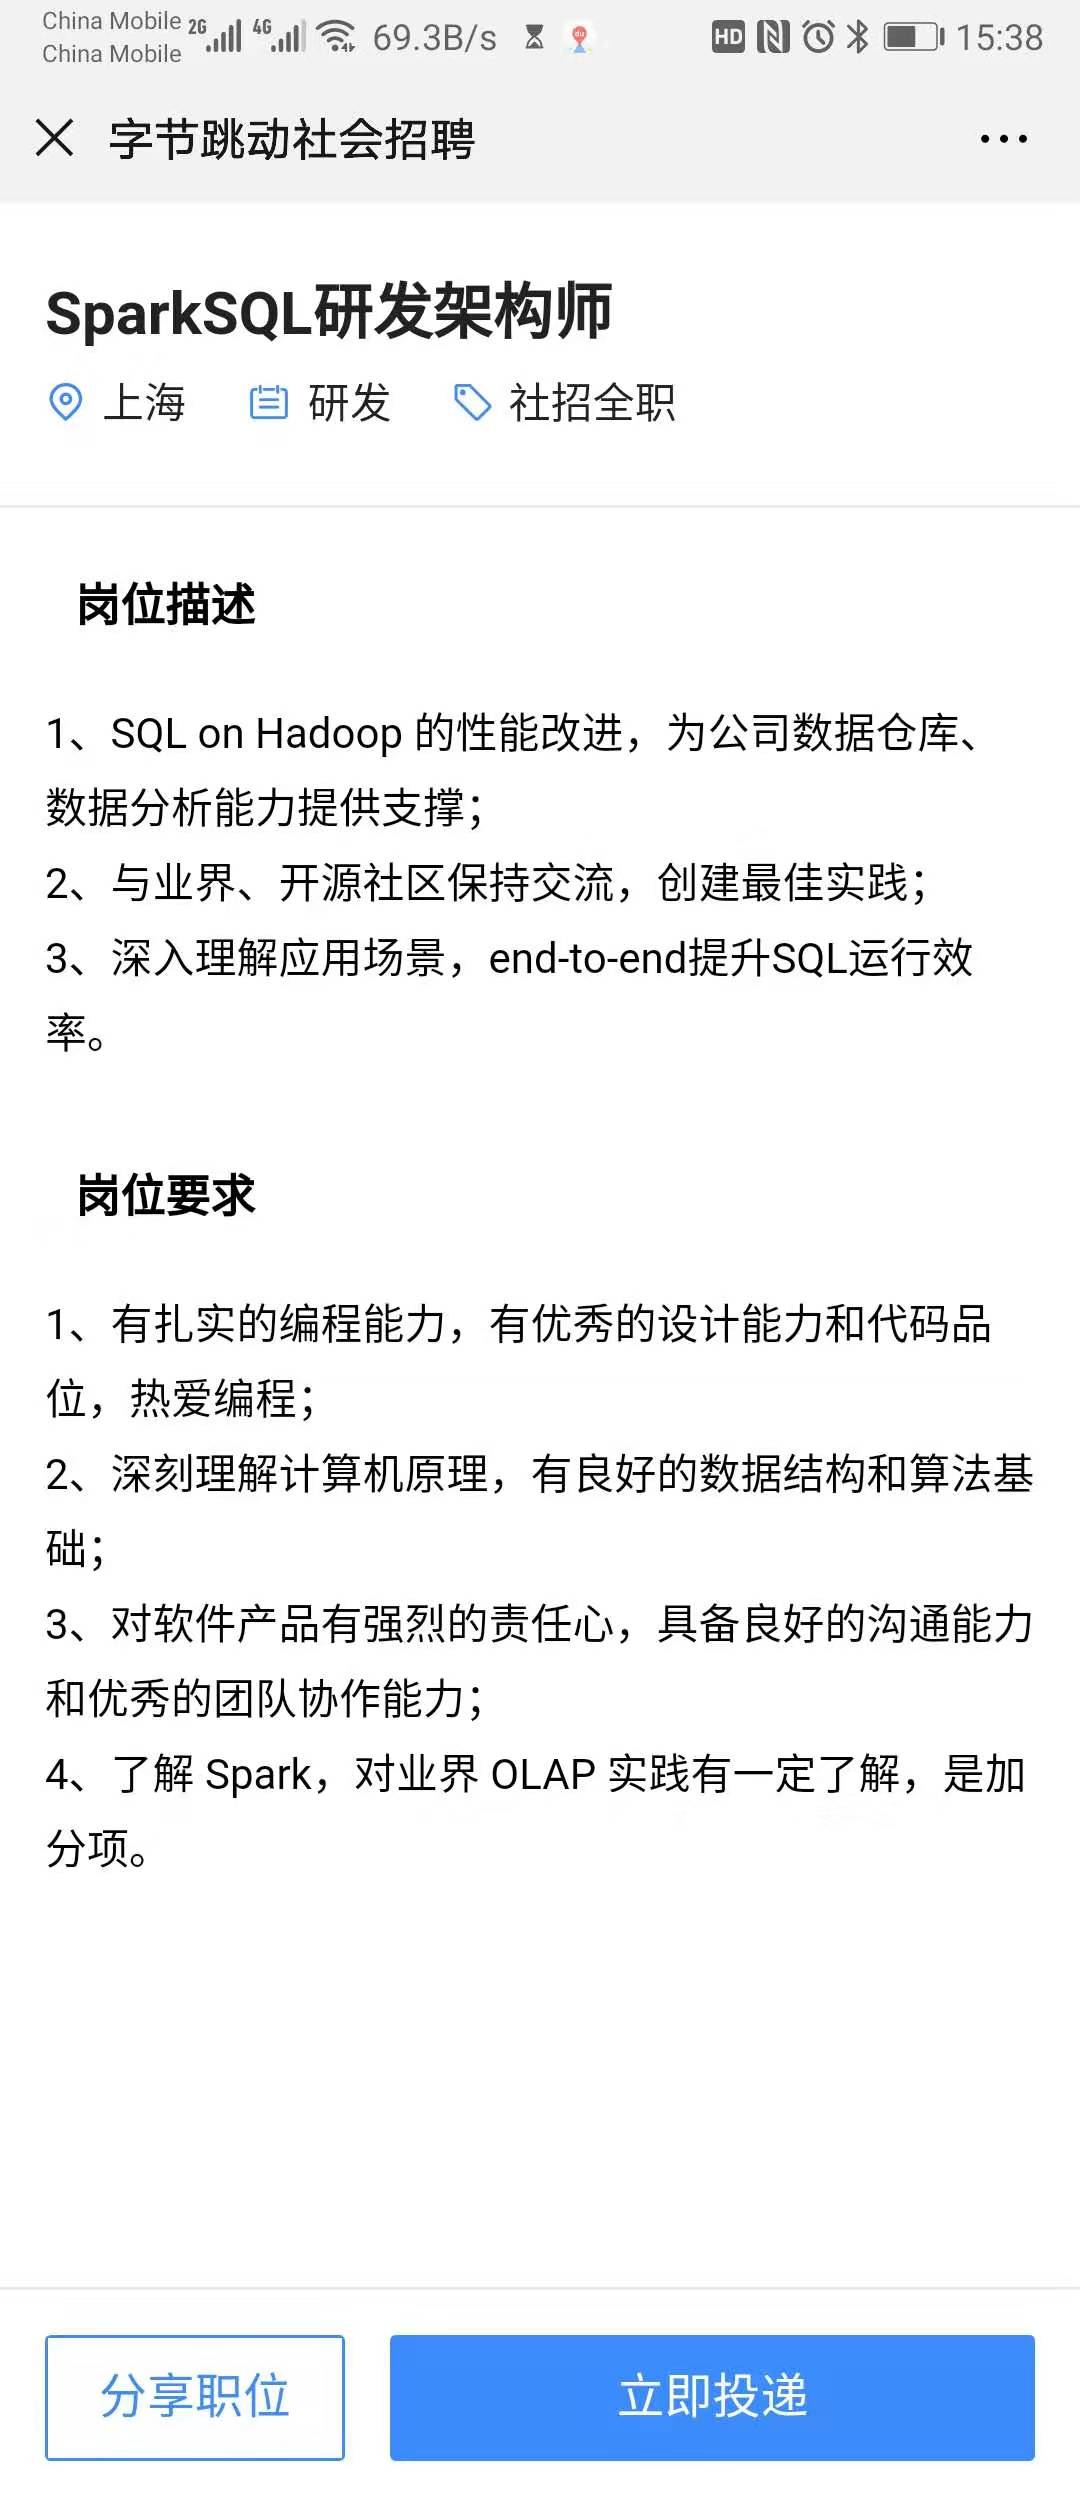 China Mobile 2G 4G 69.3B/s HD 15:38
China Mobile
字节跳动社会招聘
SparkSQL研发架构师
上海 研发 社招全职
岗位描述
1、SQL on Hadoop 的性能改进，为公司数据仓库、
数据分析能力提供支撑；
2、与业界、开源社区保持交流，创建最佳实践；
3、深入理解应用场景，end-to-end提升SQL运行效
率。
岗位要求
1、有扎实的编程能力，有优秀的设计能力和代码品
位，热爱编程；
2、深刻理解计算机原理，有良好的数据结构和算法基
础；
3、对软件产品有强烈的责任心，具备良好的沟通能力
和优秀的团队协作能力；
4、了解 Spark，对业界 OLAP 实践有一定了解，是加
分项。
分享职位 立即投递